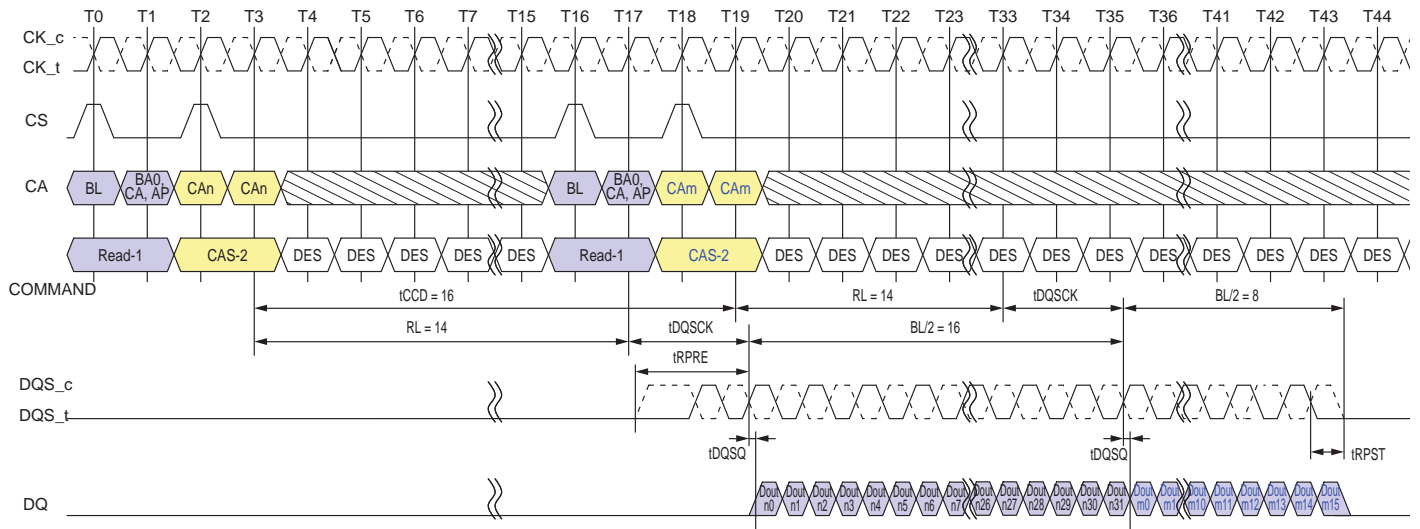 T0 T1 T2 T3 T4 T5 T6 T7 T15 T16 T17 T18 T19 T20 T21 T22 T23 T33 T34 T35 T36 T41 T42 T43 T44
CK_c
CK_t
CS
CA BL BA0, CA, AP CAn CAn BL BA0, CA, AP CAm CAm
Read-1 CAS-2 DES DES DES DES DES Read-1 CAS-2 DES DES DES DES DES DES DES DES DES DES DES DES
COMMAND
tCCD = 16 RL = 14 tDQSCK BL/2 = 8
RL = 14 tDQSCK BL/2 = 16
tRPRE
DQS_c
DQS_t
tDQSQ tDQSQ tRPST
DQ Dout n0 Dout n1 Dout n2 Dout n3 Dout n4 Dout n5 Dout n6 Dout n7 Dout n26 Dout n27 Dout n28 Dout n29 Dout n30 Dout n31 Dout m0 Dout m1 Dout m10 Dout m11 Dout m12 Dout m13 Dout m14 Dout m15